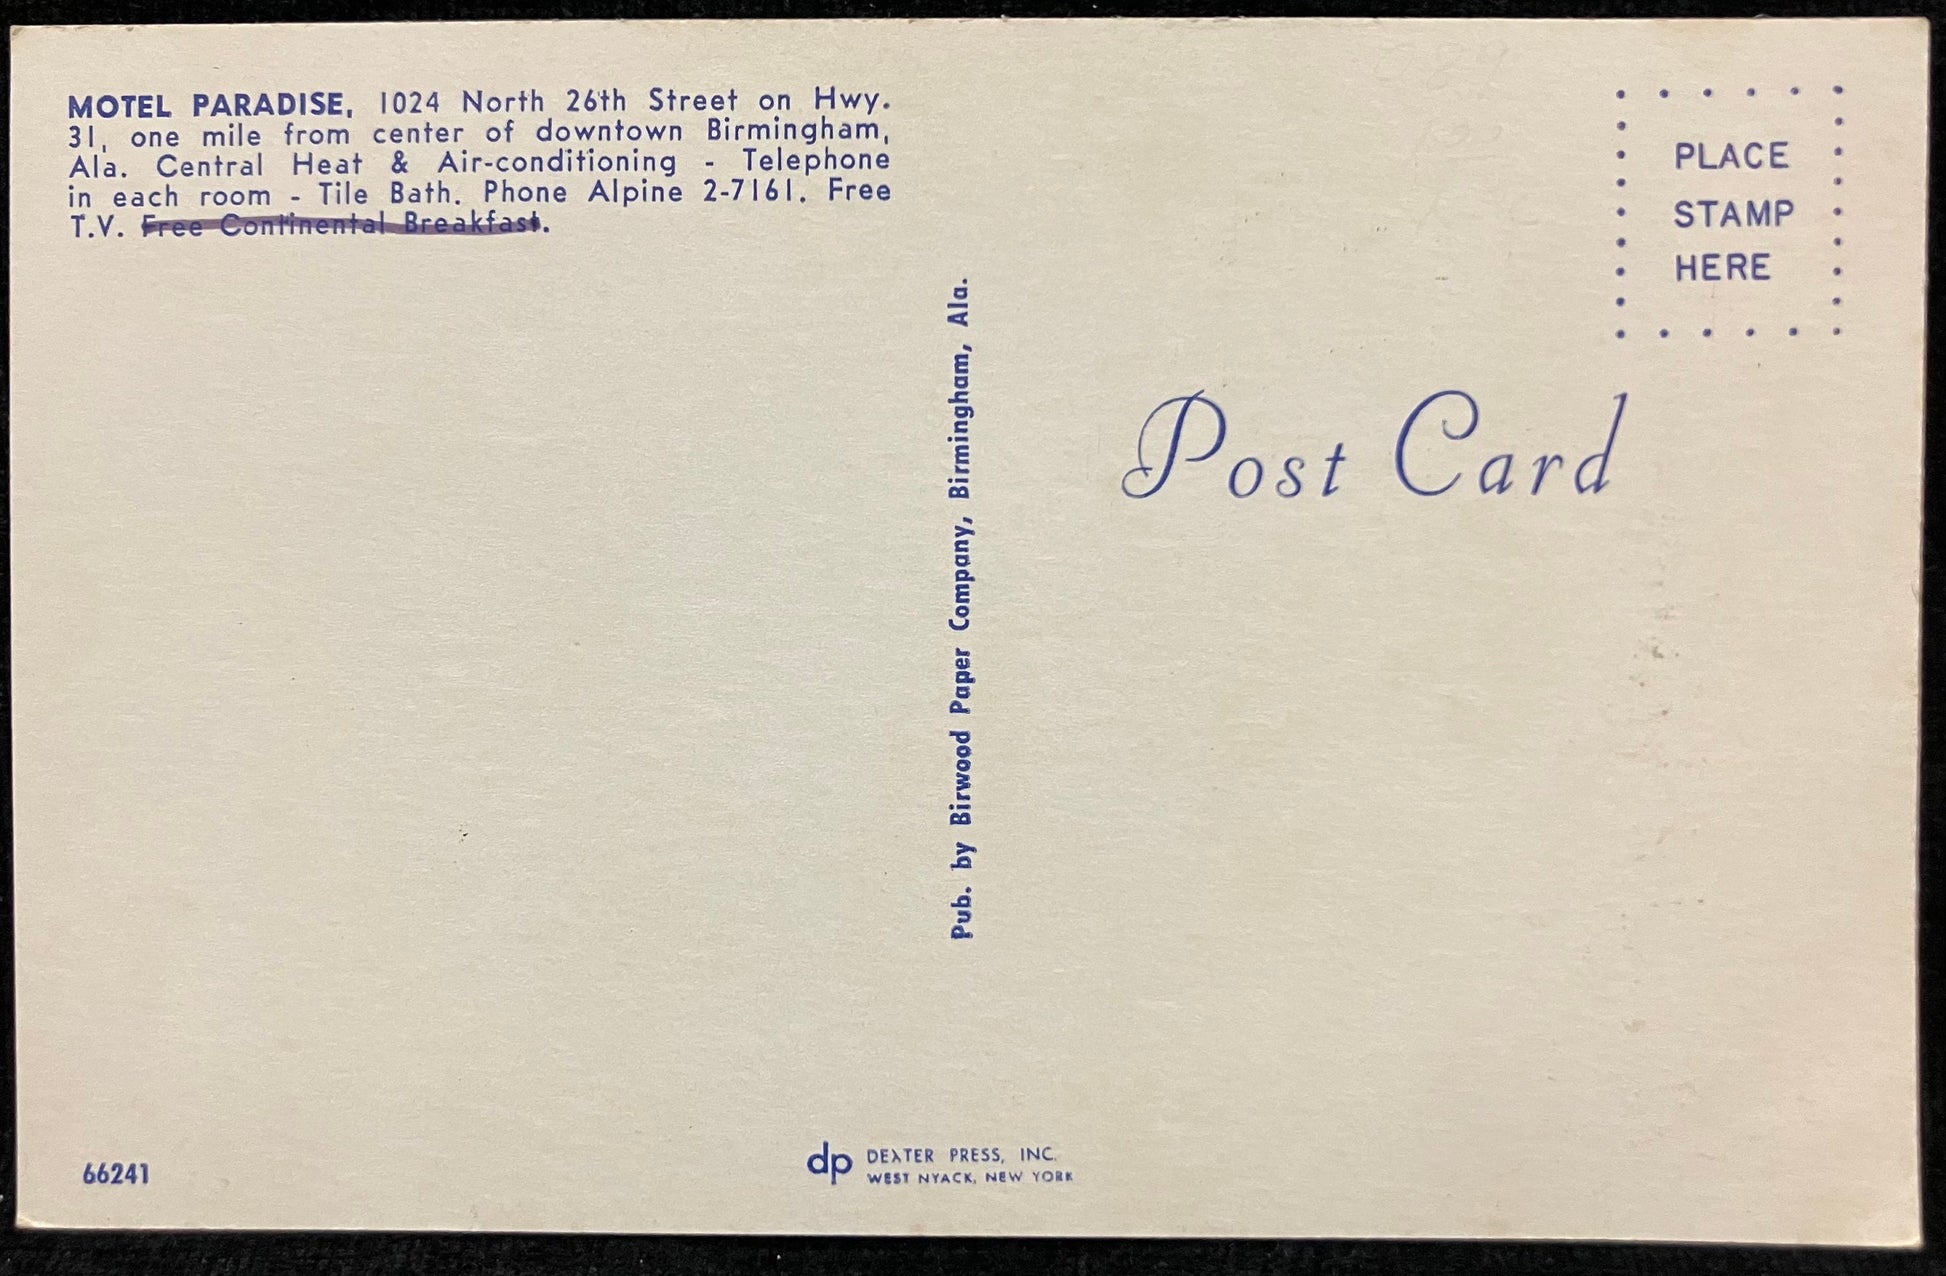 MOTEL PARADISE, 1024 North 26th Street on Hwy.
31, one mile from center of downtown Birmingham,
Ala. Central Heat & Air-conditioning - Telephone
in each room - Tile Bath. Phone Alpine 2-7161. Free
T.V. Free Continental Breakfast.
Pub. by Birwood Paper Company, Birmingham, Ala.
PLACE
STAMP
HERE
Post Card
66241
dp DEXTER PRESS, INC.
WEST NYACK, NEW YORK